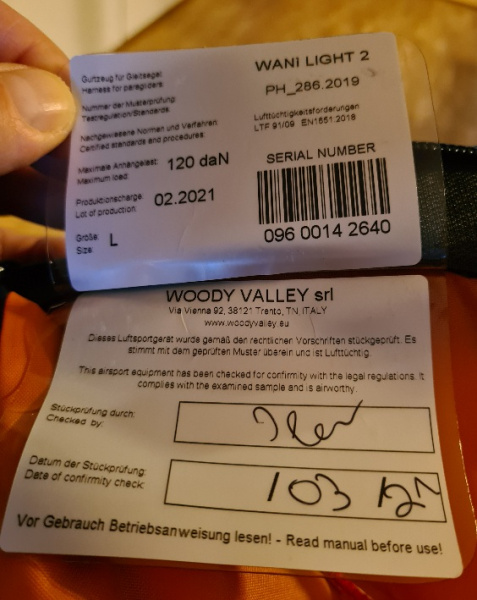 Gurtzeug für Gleitsegel:
Harness for paragliders:
WANI LIGHT 2
Nummer der Musterprüfung
Testregulation/Standards:
PH_286.2019
Nachgewiesene Normen und Verfahren:
Certified standards and procedures:
Lufttüchtigkeitsforderungen
LTF 91/09 EN1651:2018
Maximale Anhängelast:
Maximum load:
120 daN
SERIAL NUMBER
Produktionscharge:
Lot of production:
02.2021
Größe:
Size:
L
096 0014 2640
WOODY VALLEY srl
Via Vienna 92, 38121 Trento, TN ITALY
www.woodyvalley.eu
Dieses Luftsportgerät wurde gemäß den rechtlichen Vorschriften stückgeprüft. Es
stimmt mit dem geprüften Muster überein und ist Lufttüchtig.
This airsport equipment has been checked for confirmity with the legal regulations. It
complies with the examined sample and is airworthy.
Stückprüfung durch:
Checked by:
Datum der Stückprüfung:
Date of confirmity check:
103
Vor Gebrauch Betriebsanweisung lesen! - Read manual before use!